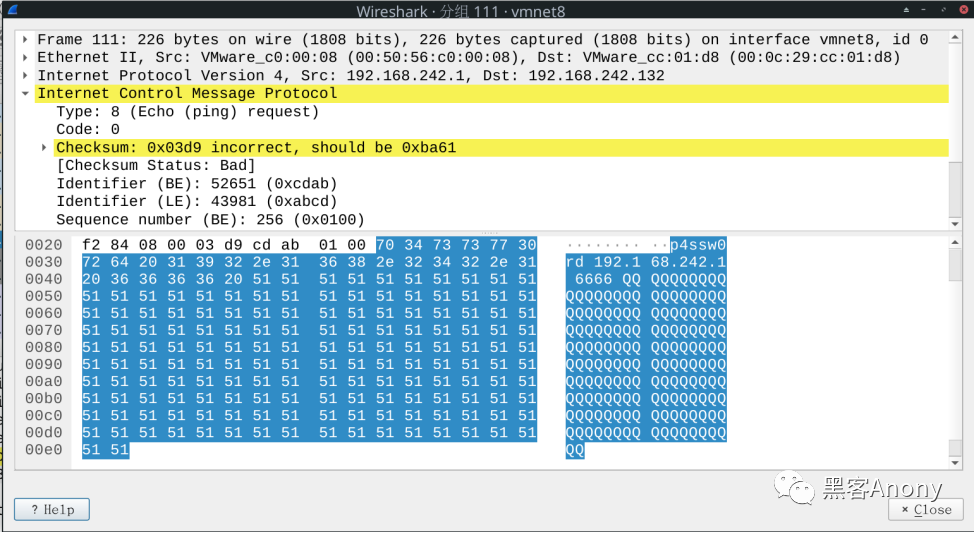 Wireshark · 分组 111 · vmnet8
Frame 111: 226 bytes on wire (1808 bits), 226 bytes captured (1808 bits) on interface vmnet8, id 0
Ethernet II, Src: VMware_c0:00:08 (00:50:56:c0:00:08), Dst: VMware_cc:01:d8 (00:0c:29:cc:01:d8)
Internet Protocol Version 4, Src: 192.168.242.1, Dst: 192.168.242.132
Internet Control Message Protocol
Type: 8 (Echo (ping) request)
Code: 0
Checksum: 0x03d9 incorrect, should be 0xba61
[Checksum Status: Bad]
Identifier (BE): 52651 (0xcdab)
Identifier (LE): 43981 (0xabcd)
Sequence number (BE): 256 (0x0100)
0020 f2 84 08 00 03 d9 cd ab 01 00 70 34 73 73 77 30 ········ ··p4ssw0
0030 72 64 20 31 39 32 2e 31 36 38 2e 32 34 32 2e 31 rd 192.1 68.242.1
0040 20 36 36 36 36 20 51 51 51 51 51 51 51 51 51 51 6666 QQ QQQQQQQQ
0050 51 51 51 51 51 51 51 51 51 51 51 51 51 51 51 51 QQQQQQQQ QQQQQQQQ
0060 51 51 51 51 51 51 51 51 51 51 51 51 51 51 51 51 QQQQQQQQ QQQQQQQQ
0070 51 51 51 51 51 51 51 51 51 51 51 51 51 51 51 51 QQQQQQQQ QQQQQQQQ
0080 51 51 51 51 51 51 51 51 51 51 51 51 51 51 51 51 QQQQQQQQ QQQQQQQQ
0090 51 51 51 51 51 51 51 51 51 51 51 51 51 51 51 51 QQQQQQQQ QQQQQQQQ
00a0 51 51 51 51 51 51 51 51 51 51 51 51 51 51 51 51 QQQQQQQQ QQQQQQQQ
00b0 51 51 51 51 51 51 51 51 51 51 51 51 51 51 51 51 QQQQQQQQ QQQQQQQQ
00c0 51 51 51 51 51 51 51 51 51 51 51 51 51 51 51 51 QQQQQQQQ QQQQQQQQ
00d0 51 51 51 51 51 51 51 51 51 51 51 51 51 51 51 51 QQQQQQQQ QQQQQQQQ
00e0 51 51 QQ
黑客Anony
? Help
× Close